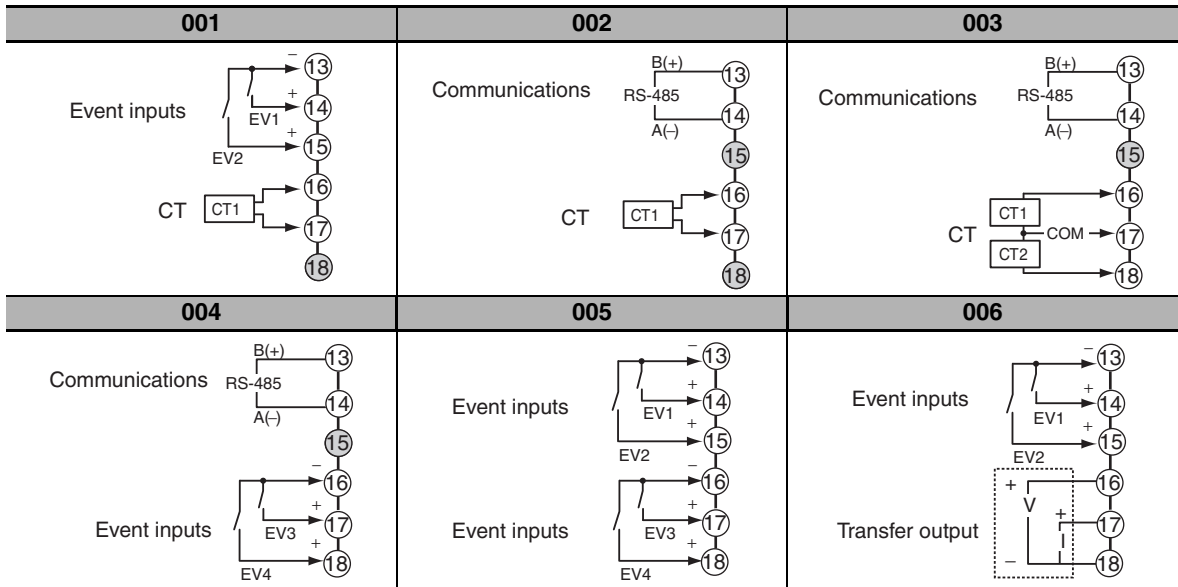 001
002
003
−
13
Event inputs
+
14
EV1
+
15
EV2
16
CT
CT1
17
18
B(+)
13
Communications
RS-485
14
A(−)
15
16
CT
CT1
17
18
B(+)
13
Communications
RS-485
14
A(−)
15
16
CT1
CT
COM
17
CT2
18
004
005
006
B(+)
13
Communications
RS-485
14
A(−)
15
−
16
Event inputs
+
17
EV3
+
18
EV4
−
13
Event inputs
+
14
EV1
+
15
EV2
−
16
Event inputs
+
17
EV3
+
18
EV4
−
13
Event inputs
+
14
EV1
+
15
EV2
+
16
V
+
Transfer output
I
17
−
−
18